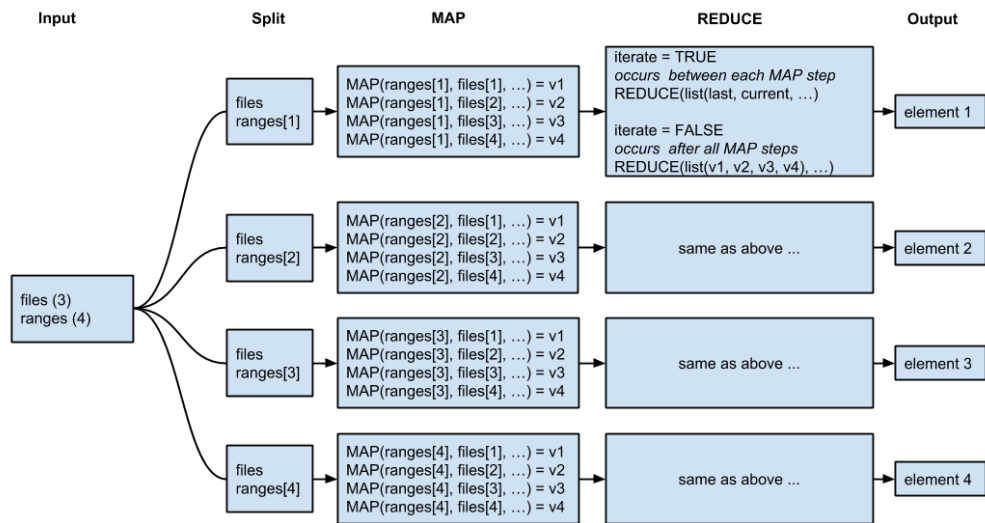 Input
Split
MAP
REDUCE
Output
files (3)
ranges (4)
files
ranges[1]
MAP(ranges[1], files[1], …) = v1
MAP(ranges[1], files[2], …) = v2
MAP(ranges[1], files[3], …) = v3
MAP(ranges[1], files[4], …) = v4
iterate = TRUE
occurs between each MAP step
REDUCE(list(last, current, …)
iterate = FALSE
occurs after all MAP steps
REDUCE(list(v1, v2, v3, v4), …)
element 1
files
ranges[2]
MAP(ranges[2], files[1], …) = v1
MAP(ranges[2], files[2], …) = v2
MAP(ranges[2], files[3], …) = v3
MAP(ranges[2], files[4], …) = v4
same as above ...
element 2
files
ranges[3]
MAP(ranges[3], files[1], …) = v1
MAP(ranges[3], files[2], …) = v2
MAP(ranges[3], files[3], …) = v3
MAP(ranges[3], files[4], …) = v4
same as above ...
element 3
files
ranges[4]
MAP(ranges[4], files[1], …) = v1
MAP(ranges[4], files[2], …) = v2
MAP(ranges[4], files[3], …) = v3
MAP(ranges[4], files[4], …) = v4
same as above ...
element 4